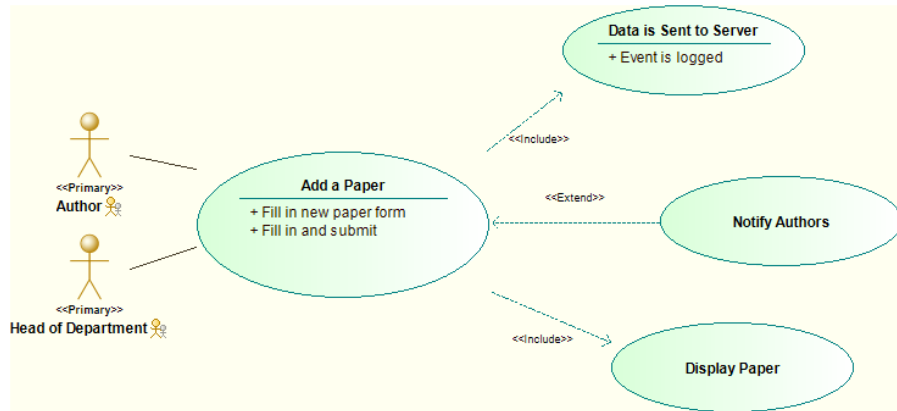 Data is Sent to Server
+ Event is logged
<<Include>>
<<Primary>>
Author
Add a Paper
+ Fill in new paper form
+ Fill in and submit
<<Extend>>
Notify Authors
<<Primary>>
Head of Department
<<Include>>
Display Paper